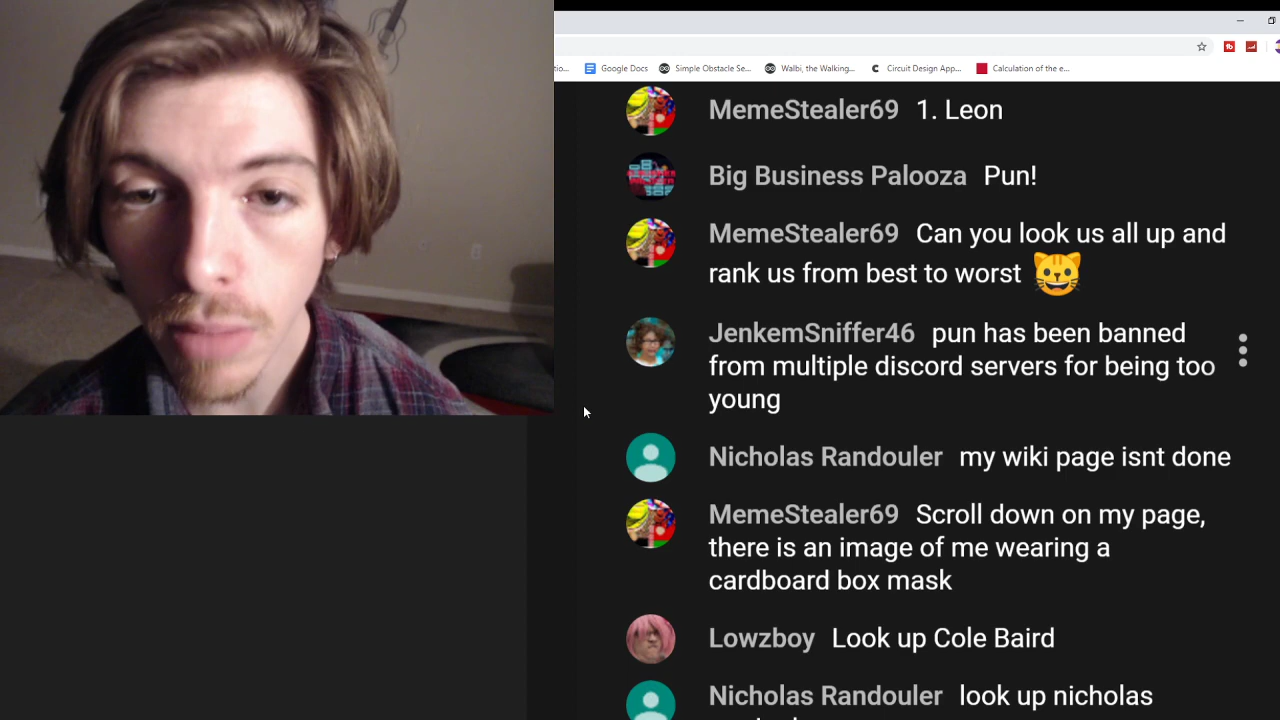 tio...
Google Docs
Simple Obstacle Se...
Walbi, the Walking...
Circuit Design App...
Calculation of the e...
MemeStealer69 1. Leon
Big Business Palooza Pun!
MemeStealer69 Can you look us all up and
rank us from best to worst 😺
JenkemSniffer46 pun has been banned
from multiple discord servers for being too
young
Nicholas Randouler my wiki page isnt done
MemeStealer69 Scroll down on my page,
there is an image of me wearing a
cardboard box mask
Lowzboy Look up Cole Baird
Nicholas Randouler look up nicholas